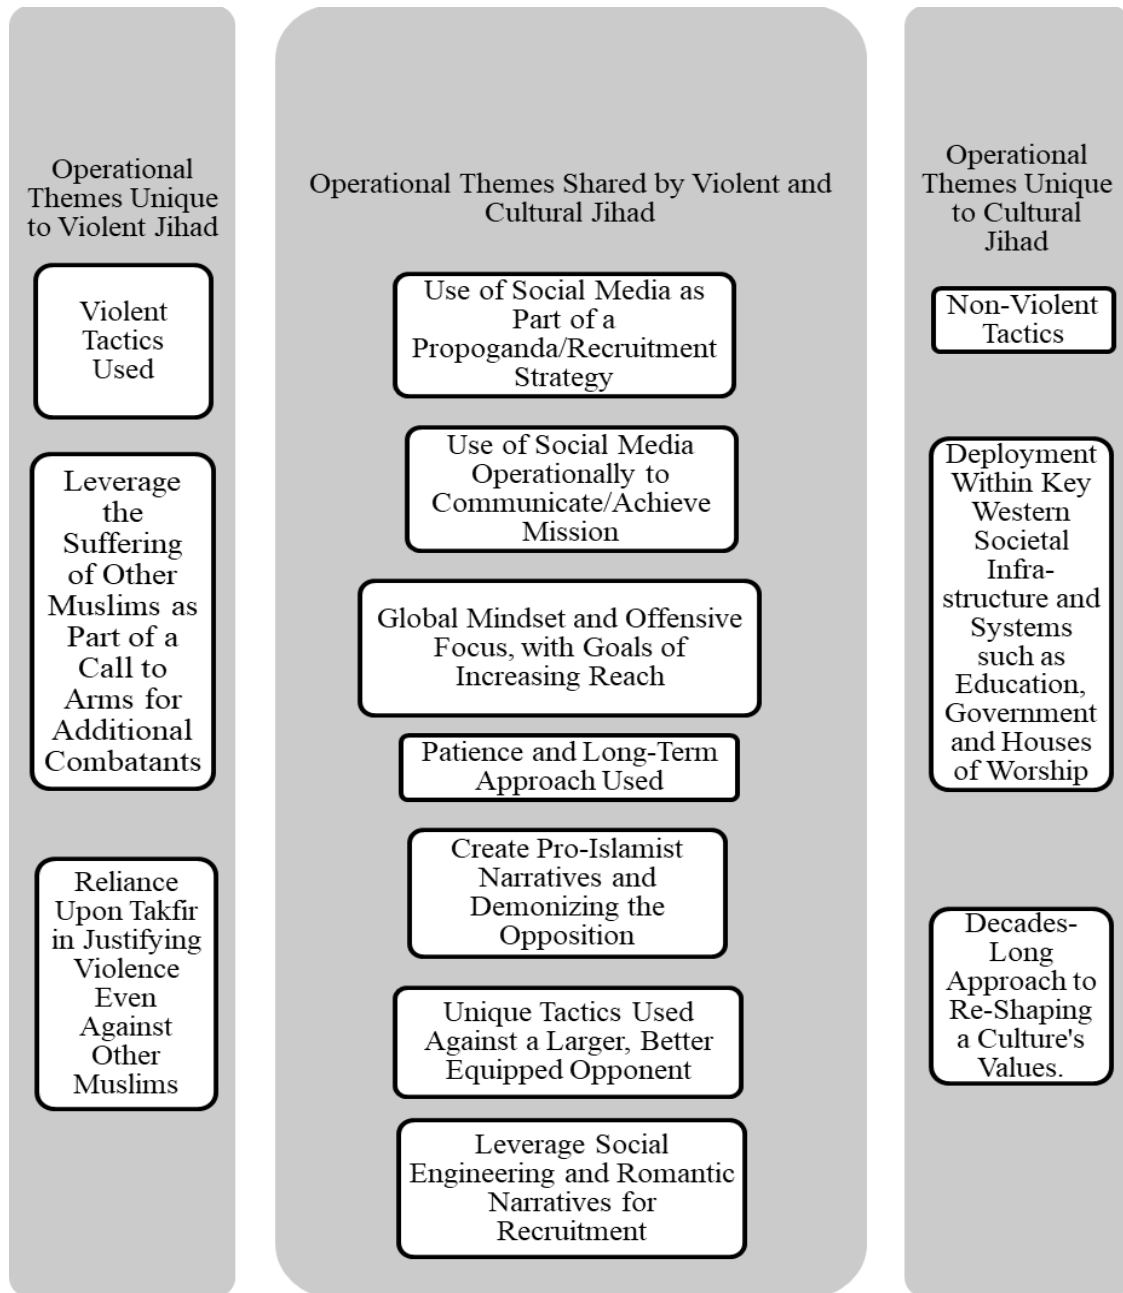 Operational
Themes Unique
to Violent Jihad
Violent
Tactics
Used
Leverage
the
Suffering
of Other
Muslims as
Part of a
Call to
Arms for
Additional
Combatants
Reliance
Upon Takfir
in Justifying
Violence
Even
Against
Other
Muslims
Operational Themes Shared by Violent and
Cultural Jihad
Use of Social Media as
Part of a
Propoganda/Recruitment
Strategy
Use of Social Media
Operationally to
Communicate/Achieve
Mission
Global Mindset and Offensive
Focus, with Goals of
Increasing Reach
Patience and Long-Term
Approach Used
Create Pro-Islamist
Narratives and
Demonizing the
Opposition
Unique Tactics Used
Against a Larger, Better
Equipped Opponent
Leverage Social
Engineering and Romantic
Narratives for
Recruitment
Operational
Themes Unique
to Cultural
Jihad
Non-Violent
Tactics
Deployment
Within Key
Western
Societal
Infra-
structure and
Systems
such as
Education,
Government
and Houses
of Worship
Decades-
Long
Approach to
Re-Shaping
a Culture's
Values.